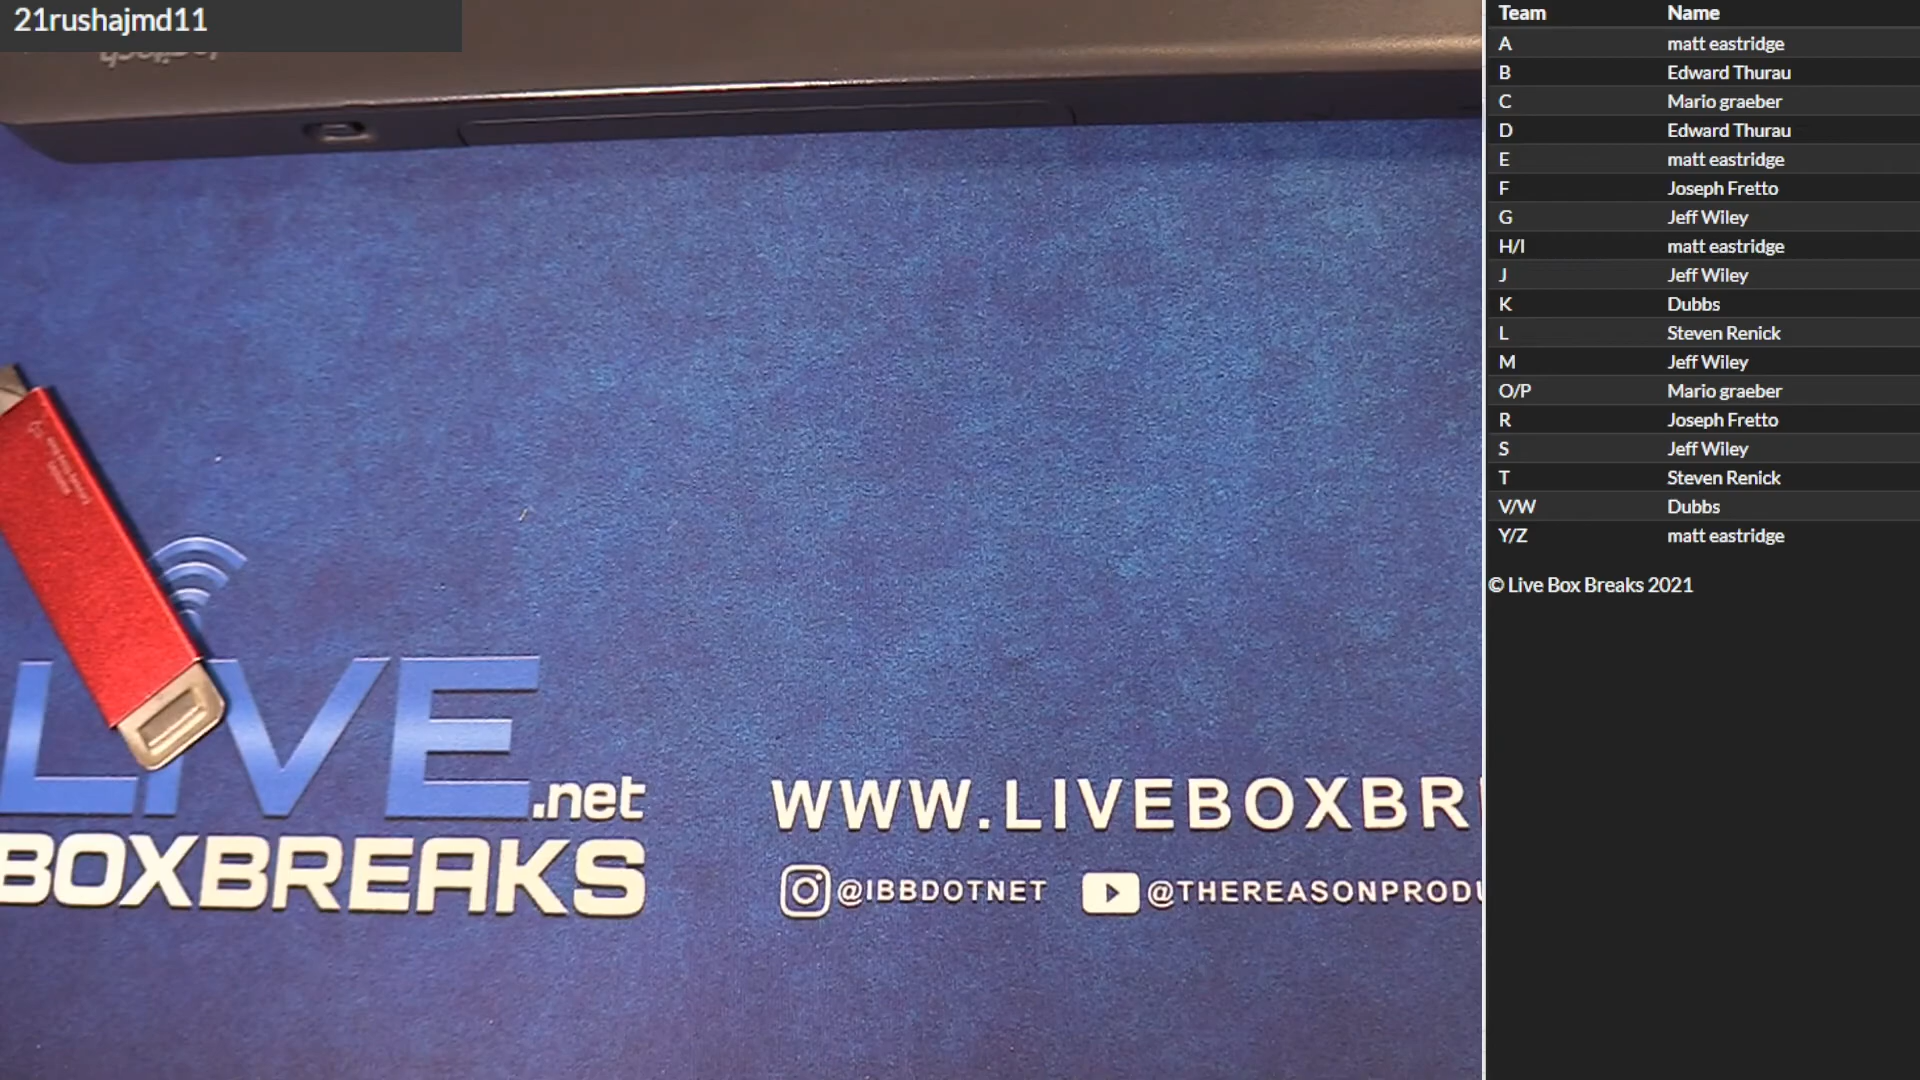 21rushajmd11
Team Name
A matt eastridge
B Edward Thurau
C Mario graeber
D Edward Thurau
E matt eastridge
F Joseph Fretto
G Jeff Wiley
H/I matt eastridge
J Jeff Wiley
K Dubbs
L Steven Renick
M Jeff Wiley
O/P Mario graeber
R Joseph Fretto
S Jeff Wiley
T Steven Renick
V/W Dubbs
Y/Z matt eastridge
© Live Box Breaks 2021
LIVE.net
BOXBREAKS
WWW.LIVEBOXBR
@IBBDOTNET @THEREASONPRODU